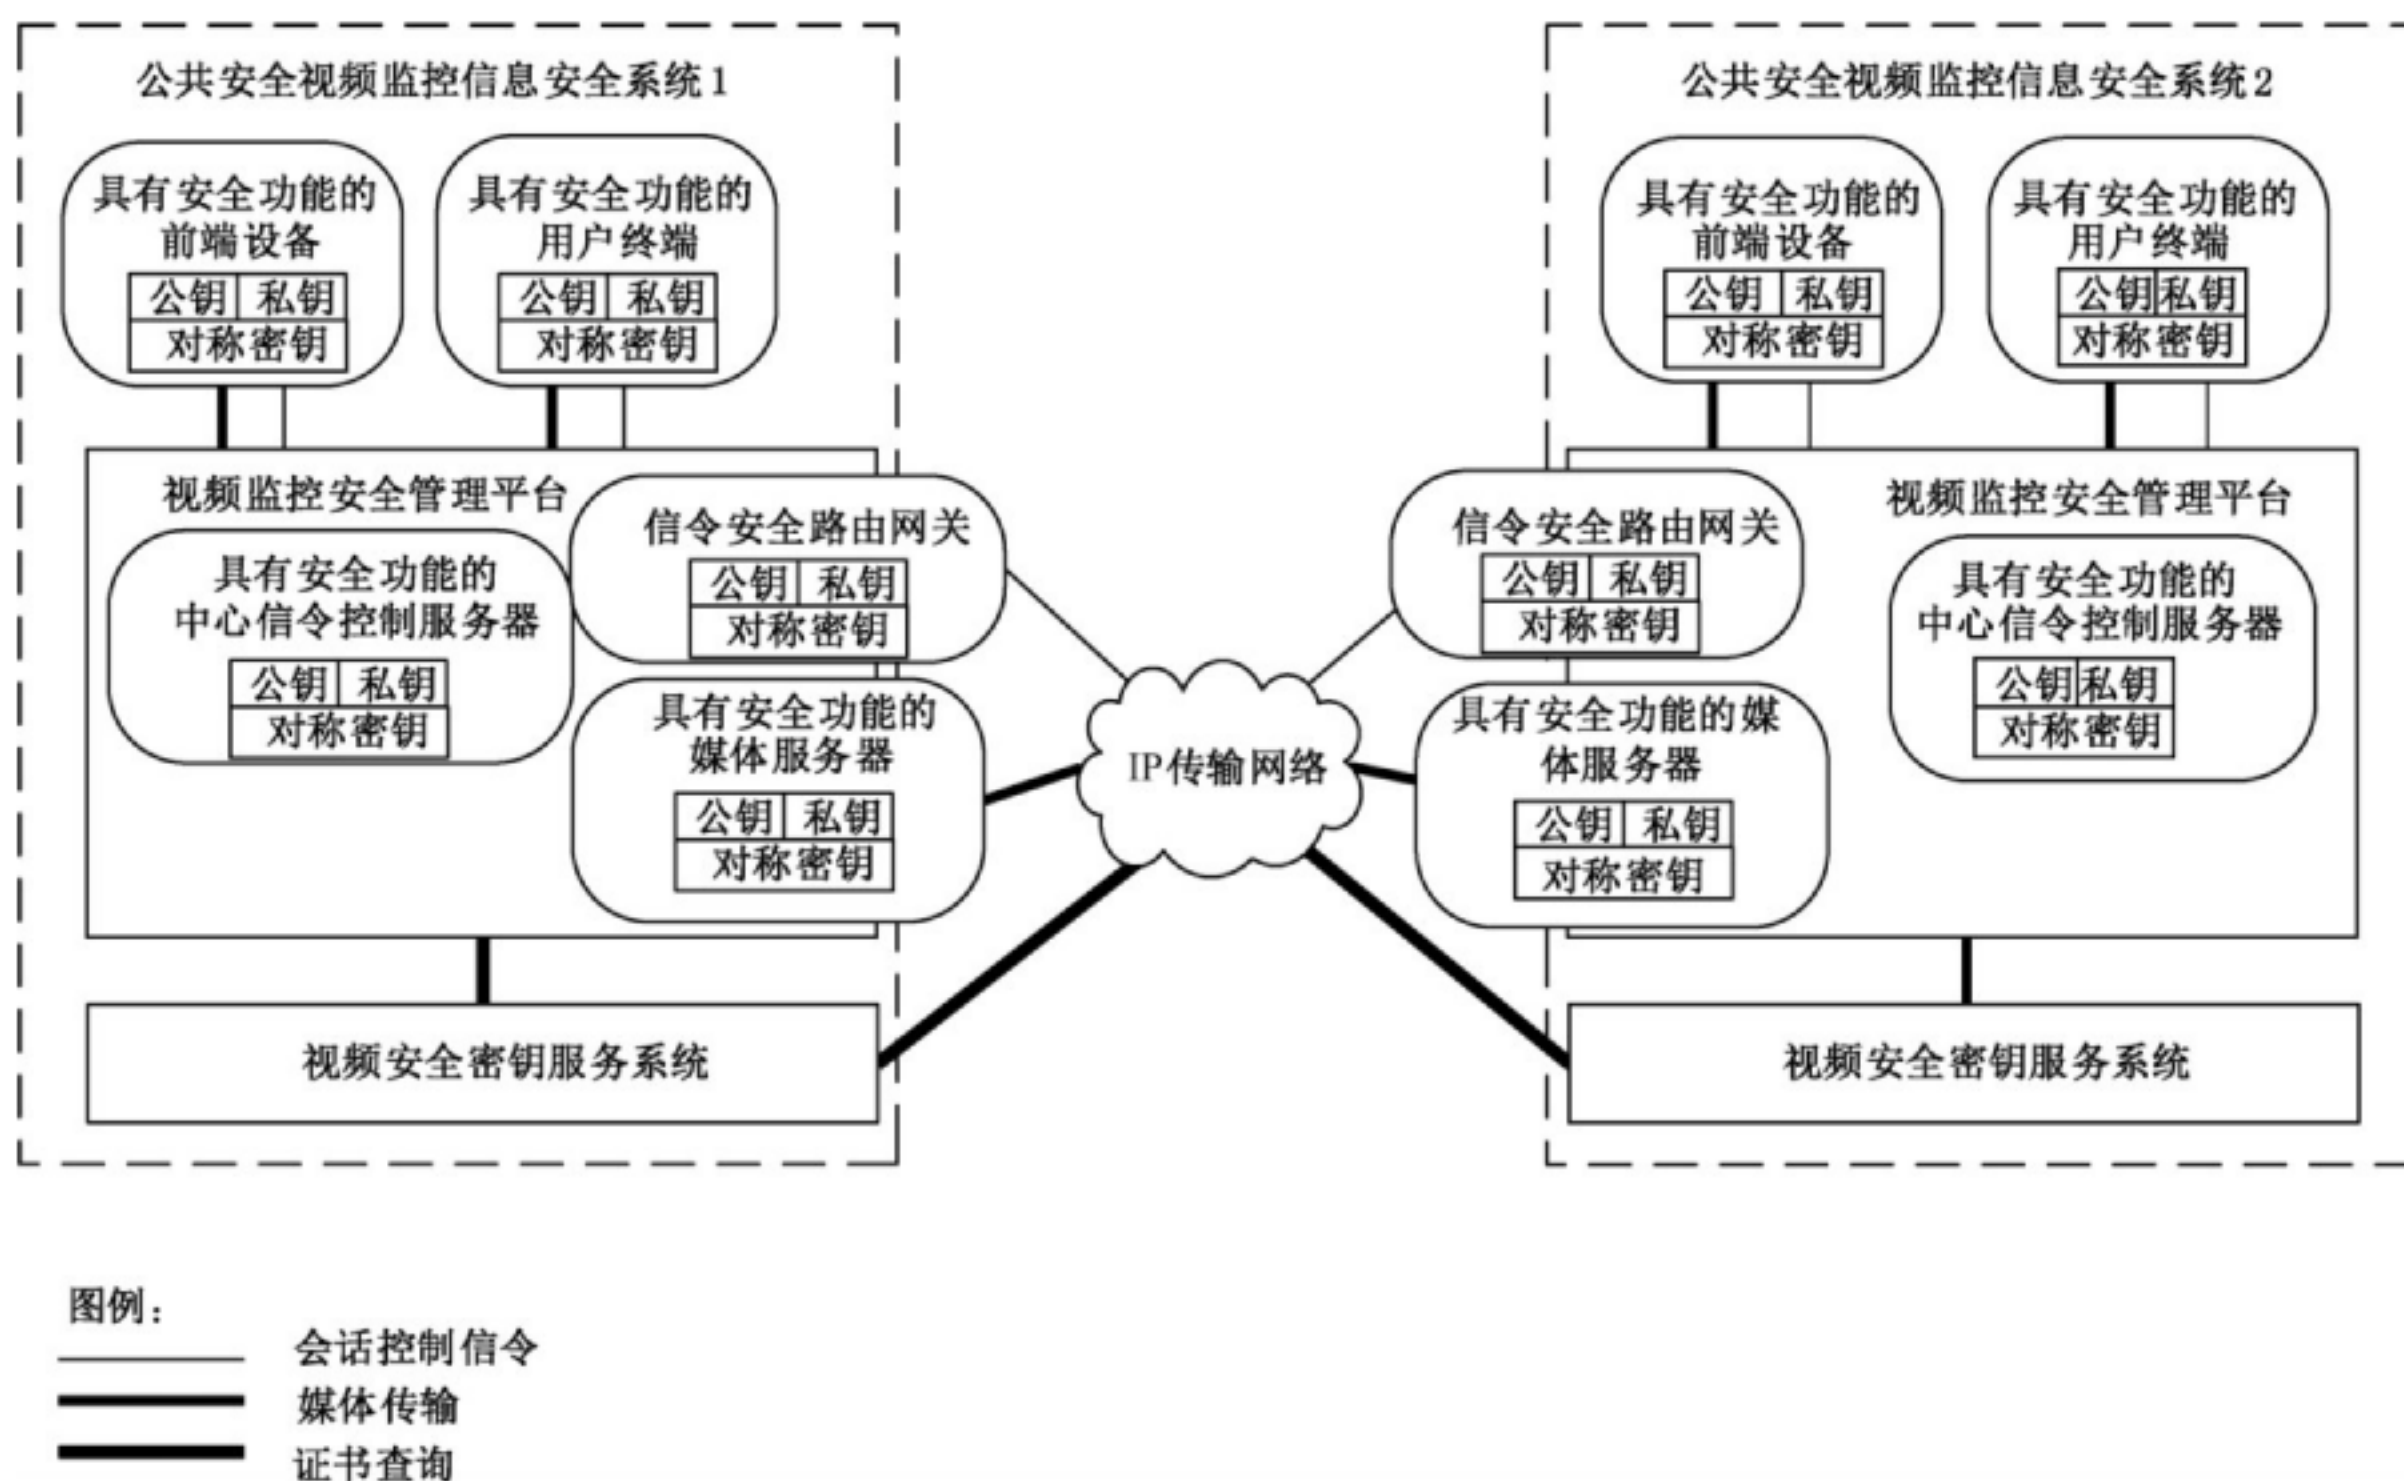 公共安全视频监控信息安全系统1
具有安全功能的
前端设备
公钥 私钥
对称密钥
具有安全功能的
用户终端
公钥 私钥
对称密钥
视频监控安全管理平台
具有安全功能的
中心信令控制服务器
公钥 私钥
对称密钥
信令安全路由网关
公钥 私钥
对称密钥
具有安全功能的
媒体服务器
公钥 私钥
对称密钥
视频安全密钥服务系统
IP传输网络
公共安全视频监控信息安全系统2
具有安全功能的
前端设备
公钥 私钥
对称密钥
具有安全功能的
用户终端
公钥 私钥
对称密钥
信令安全路由网关
公钥 私钥
对称密钥
具有安全功能的媒
体服务器
公钥 私钥
对称密钥
视频监控安全管理平台
具有安全功能的
中心信令控制服务器
公钥 私钥
对称密钥
视频安全密钥服务系统
图例：
会话控制信令
媒体传输
证书查询